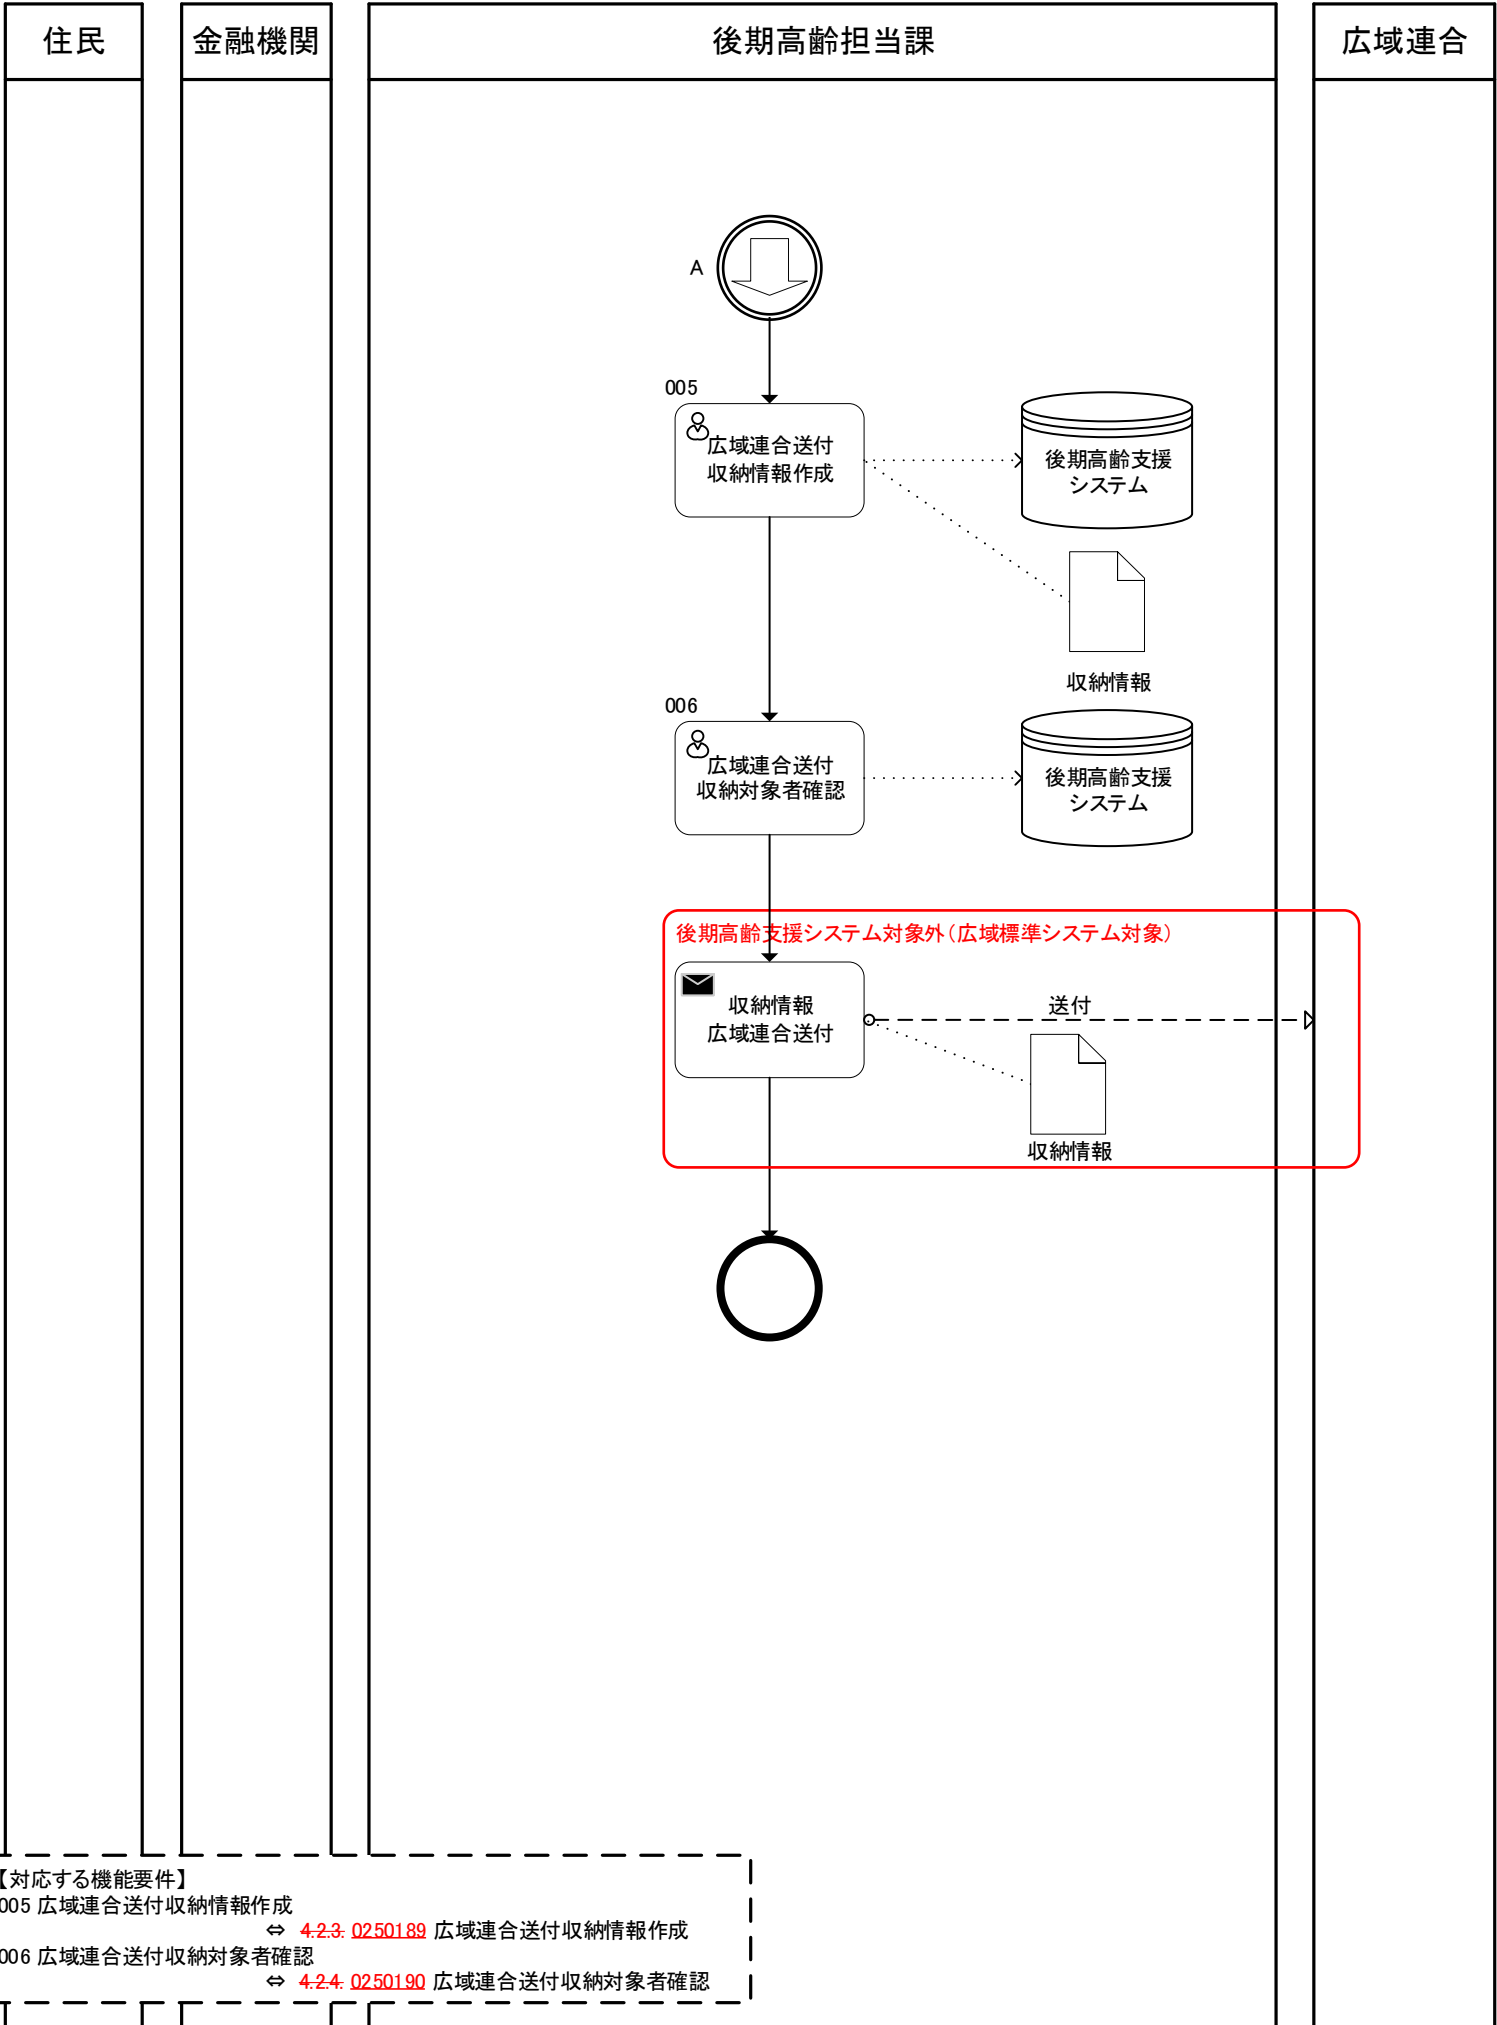 住民
金融機関
後期高齢担当課
広域連合
A
005
広域連合送付
収納情報作成
後期高齢支援
システム
収納情報
006
広域連合送付
収納対象者確認
後期高齢支援
システム
後期高齢支援システム対象外（広域標準システム対象）
収納情報
広域連合送付
送付
収納情報
【対応する機能要件】
005 広域連合送付収納情報作成
⇔ 4.2.3. 0250189 広域連合送付収納情報作成
006 広域連合送付収納対象者確認
⇔ 4.2.4. 0250190 広域連合送付収納対象者確認